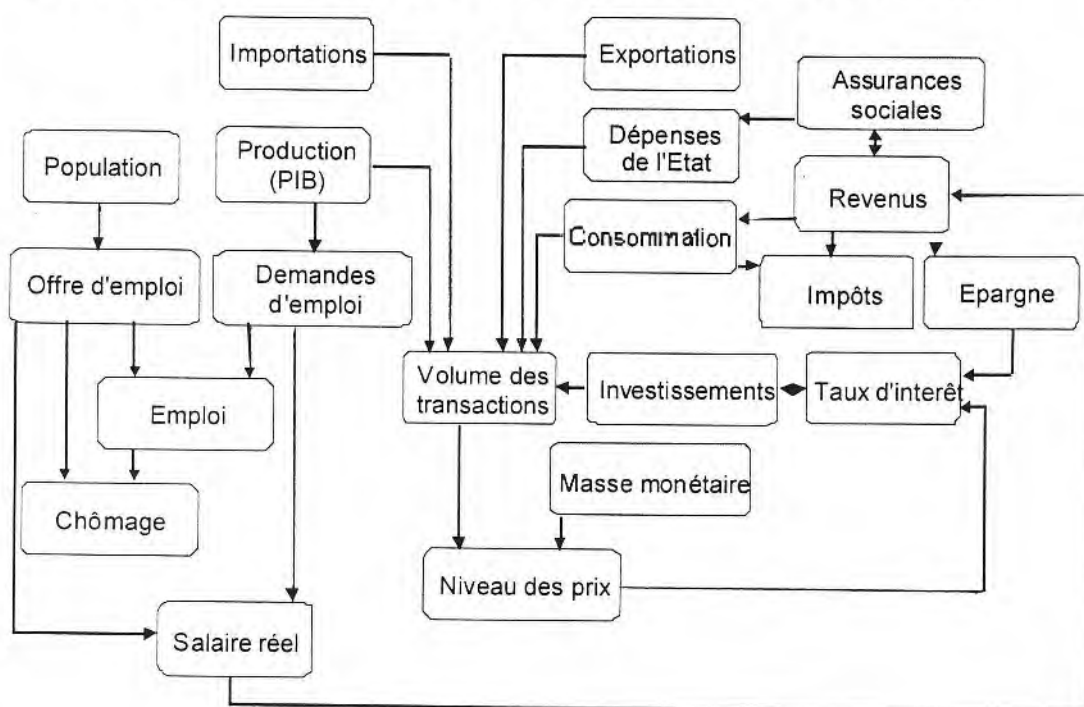 Importations
Exportations
Assurances
sociales
Population
Production
(PIB)
Dépenses
de l'Etat
Revenus
Consommation
Offre d'emploi
Demandes
d'emploi
Impôts
Epargne
Emploi
Volume des
transactions
Investissements
Taux d'interêt
Chômage
Masse monétaire
Niveau des prix
Salaire réel